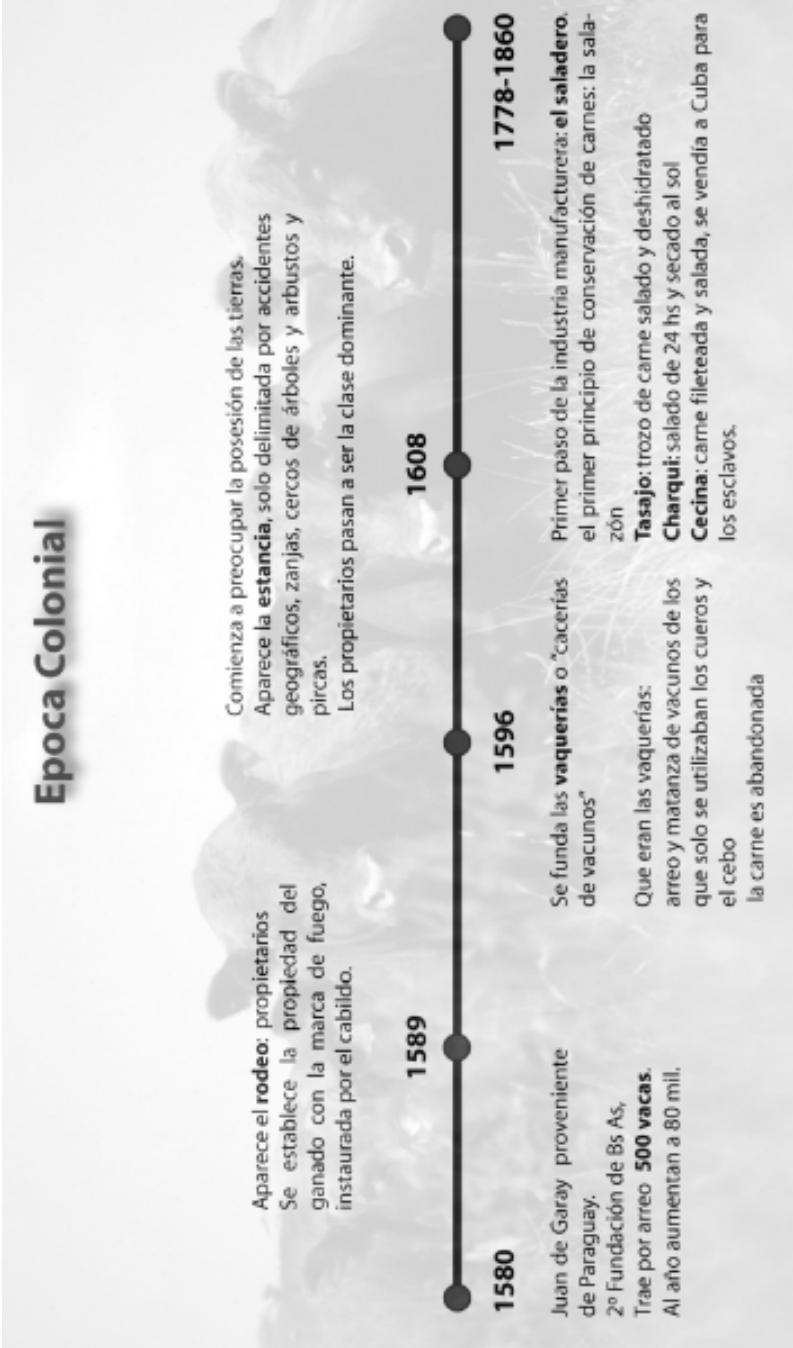 Epoca Colonial
1580
Juan de Garay proveniente
de Paraguay.
2º Fundación de Bs As,
Trae por arreo 500 vacas.
Al año aumentan a 80 mil.
Aparece el rodeo: propietarios
Se establece la propiedad del
ganado con la marca de fuego,
instaurada por el cabildo.
1589
1596
Se funda las vaquerías o "cacerías
de vacunos"
Que eran las vaquerías:
arreo y matanza de vacunos de los
que solo se utilizaban los cueros y
el cebo
la carne es abandonada
Comienza a preocupar la posesión de las tierras.
Aparece la estancia, solo delimitada por accidentes
geográficos, zanjas, cercos de árboles y arbustos y
pircas.
Los propietarios pasan a ser la clase dominante.
1608
1778-1860
Primer paso de la industria manufacturera: el saladero.
el primer principio de conservación de carnes: la sala-
zón
Tasajo: trozo de carne salado y deshidratado
Charqui: salado de 24 hs y secado al sol
Cecina: carne fileteada y salada, se vendía a Cuba para
los esclavos.